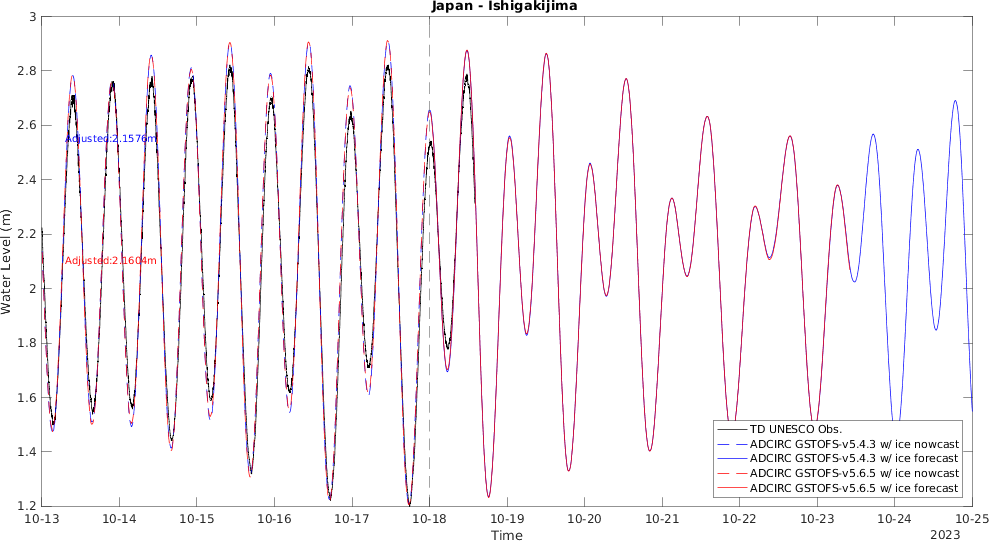 Japan - Ishigakijima
3
2.8
2.6
2.4
2.2
2
1.8
1.6
1.4
1.2
Water Level (m)
Adjusted:2.1576m
Adjusted:2.1604m
TD UNESCO Obs.
ADCIRC GSTOFS-v5.4.3 w/ ice nowcast
ADCIRC GSTOFS-v5.4.3 w/ ice forecast
ADCIRC GSTOFS-v5.6.5 w/ ice nowcast
ADCIRC GSTOFS-v5.6.5 w/ ice forecast
10-13 10-14 10-15 10-16 10-17 10-18 10-19 10-20 10-21 10-22 10-23 10-24 10-25
Time
2023